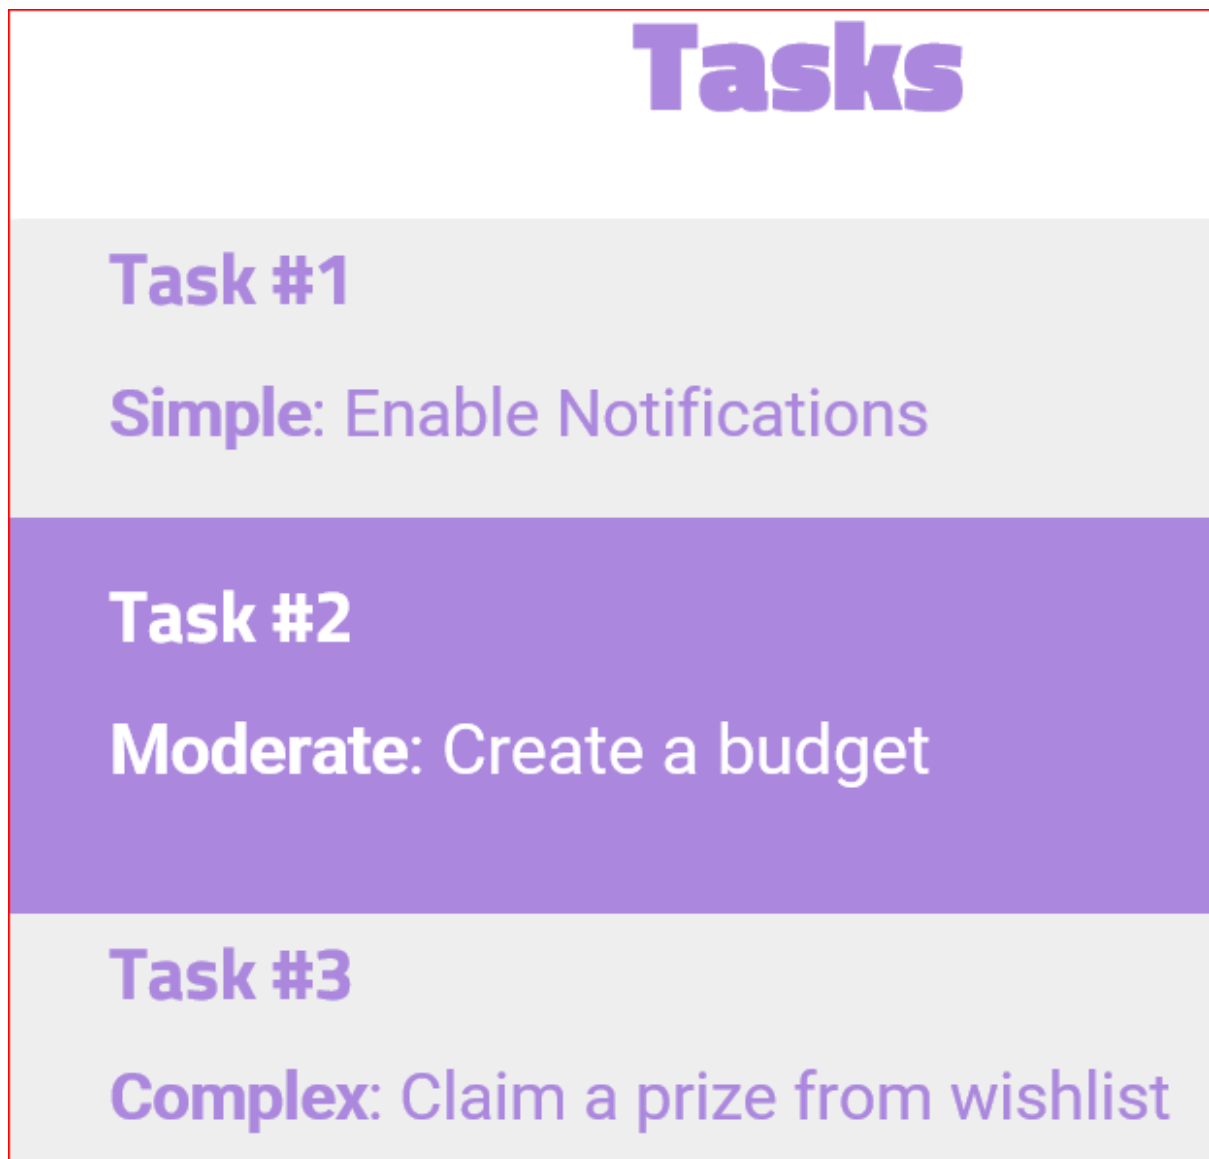 Tasks
Task #1
Simple: Enable Notifications
Task #2
Moderate: Create a budget
Task #3
Complex: Claim a prize from wishlist